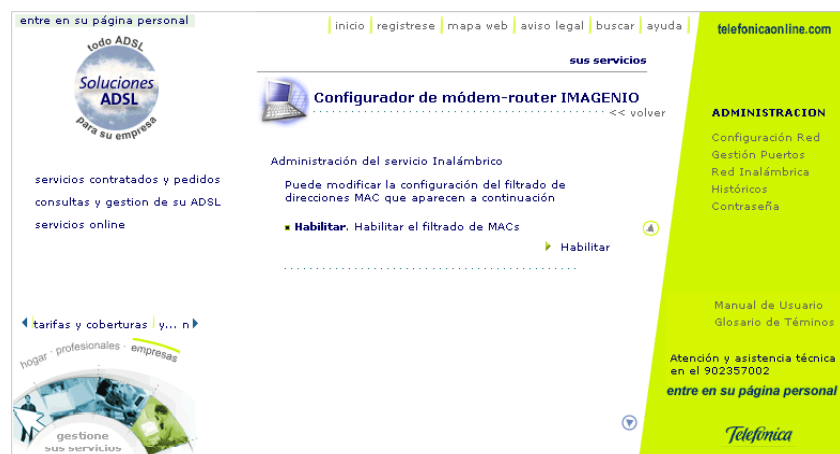 entre en su página personal
inicio registrese mapa web aviso legal buscar ayuda
telefonicaonline.com
todo ADSL
Soluciones
ADSL
para su empresa
sus servicios
Configurador de módem-router IMAGENIO
<< volver
servicios contratados y pedidos
consultas y gestion de su ADSL
servicios online
Administración del servicio Inalámbrico
Puede modificar la configuración del filtrado de
direcciones MAC que aparecen a continuación
Habilitar. Habilitar el filtrado de MACs
Habilitar
ADMINISTRACION
Configuración Red
Gestión Puertos
Red Inalámbrica
Históricos
Contraseña
tarifas y coberturas y... n
hogar · profesionales · empresas
gestione
sus servicios
Manual de Usuario
Glosario de Téminos
Atención y asistencia técnica
en el 902357002
entre en su página personal
Telefónica